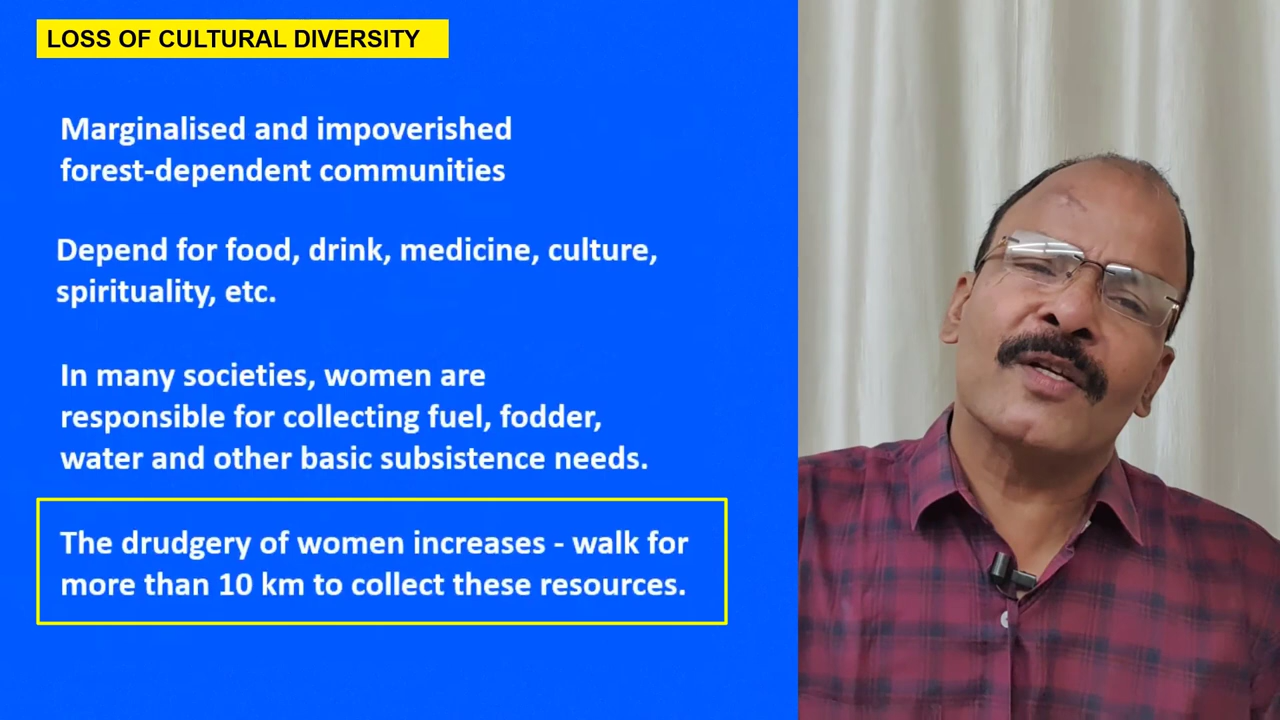 LOSS OF CULTURAL DIVERSITY
Marginalised and impoverished
forest-dependent communities
Depend for food, drink, medicine, culture,
spirituality, etc.
In many societies, women are
responsible for collecting fuel, fodder,
water and other basic subsistence needs.
The drudgery of women increases - walk for
more than 10 km to collect these resources.